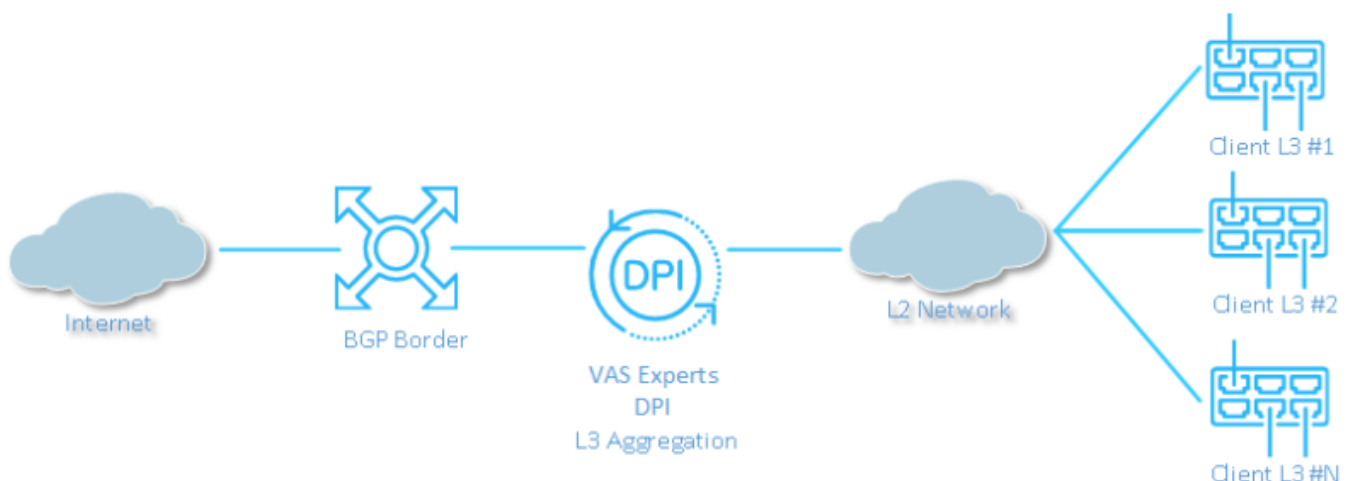 Internet
BGP Border
DPI
VAS Experts
DPI
L3 Aggregation
L2 Network
Client L3 #1
Client L3 #2
Client L3 #N